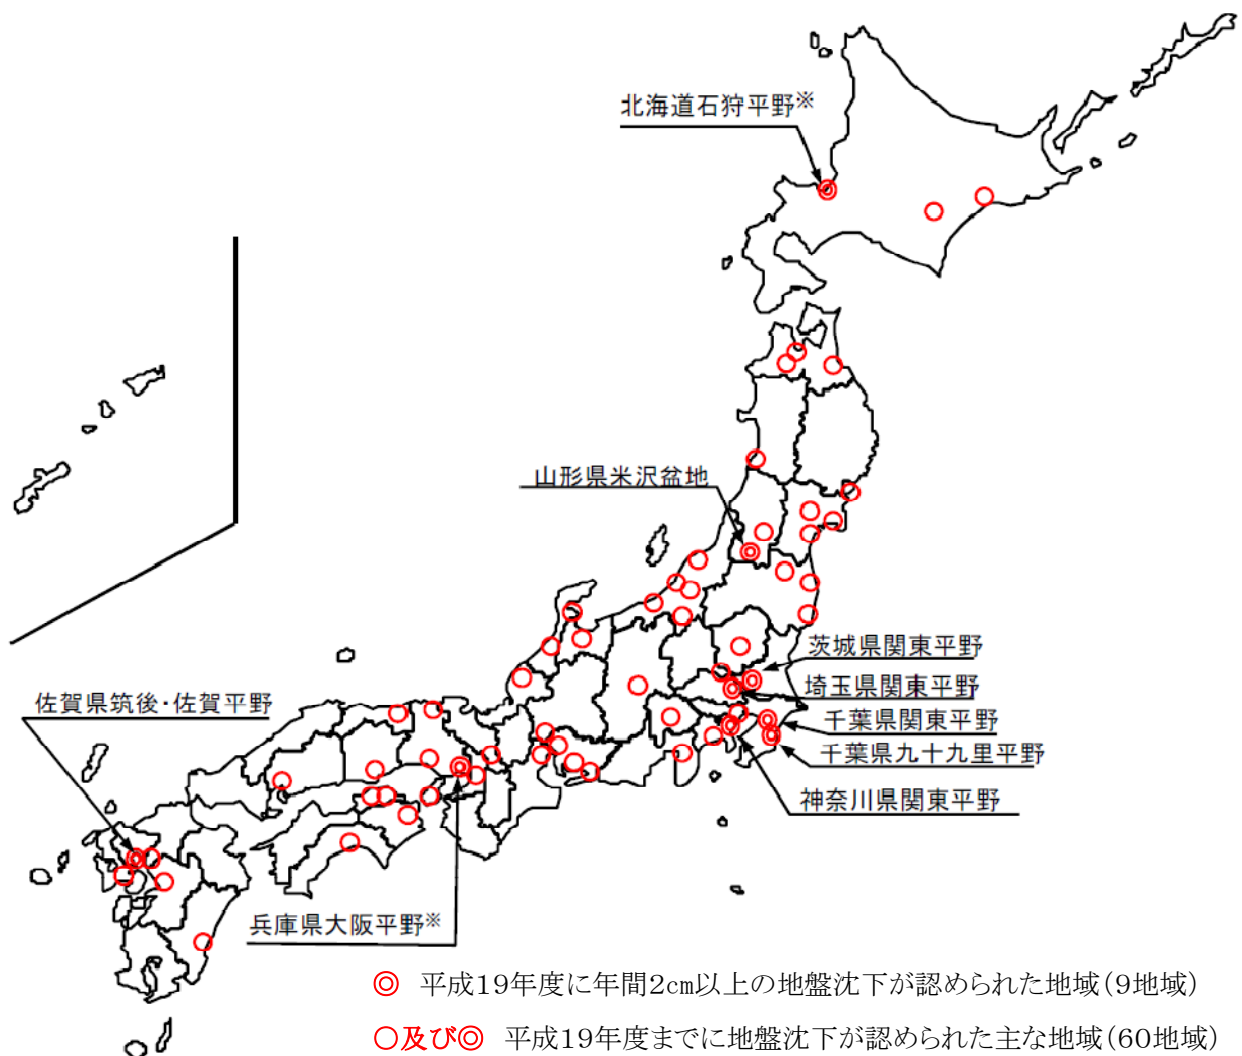 北海道石狩平野※
山形県米沢盆地
茨城県関東平野
埼玉県関東平野
佐賀県筑後・佐賀平野
千葉県関東平野
千葉県九十九里平野
神奈川県関東平野
兵庫県大阪平野※
◎ 平成19年度に年間2cm以上の地盤沈下が認められた地域(9地域)
○及び◎ 平成19年度までに地盤沈下が認められた主な地域(60地域)